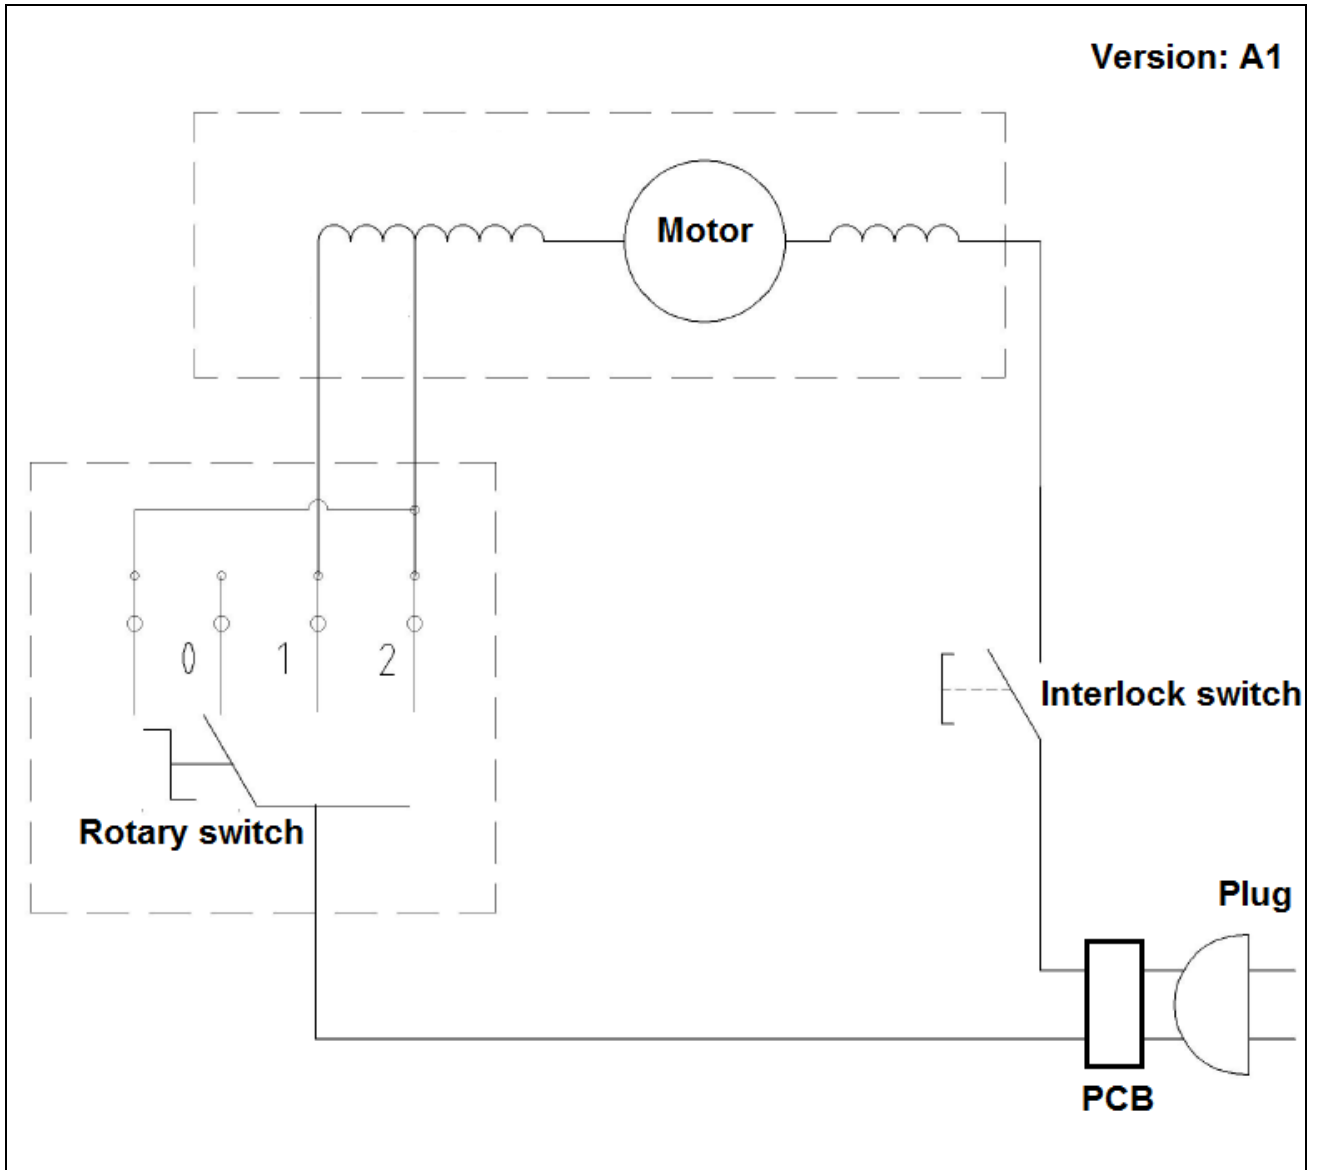 Version: A1
Motor
0 1 2
Interlock switch
Rotary switch
Plug
PCB